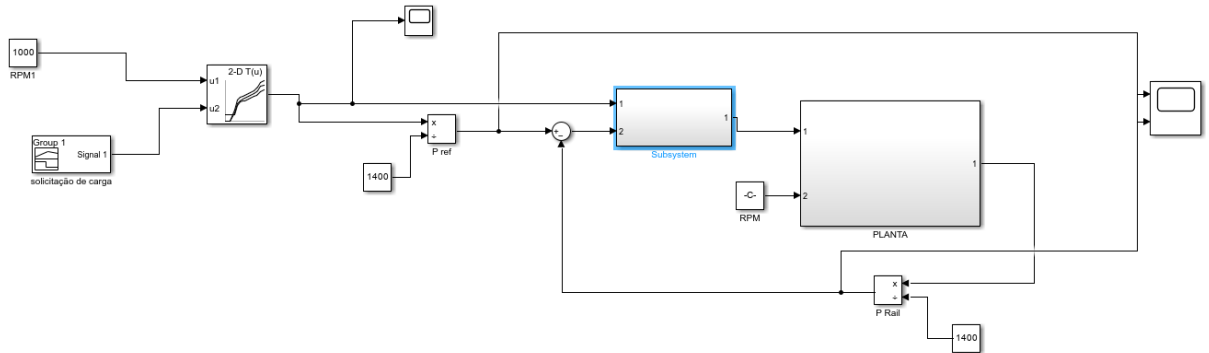 1000
RPM1
2-D T(u)
u1
u2
Group 1
Signal 1
solicitação de carga
x
÷
P ref
1400
+
−
1
2
1
Subsystem
-C-
RPM
1
2
1
PLANTA
x
÷
P Rail
1400